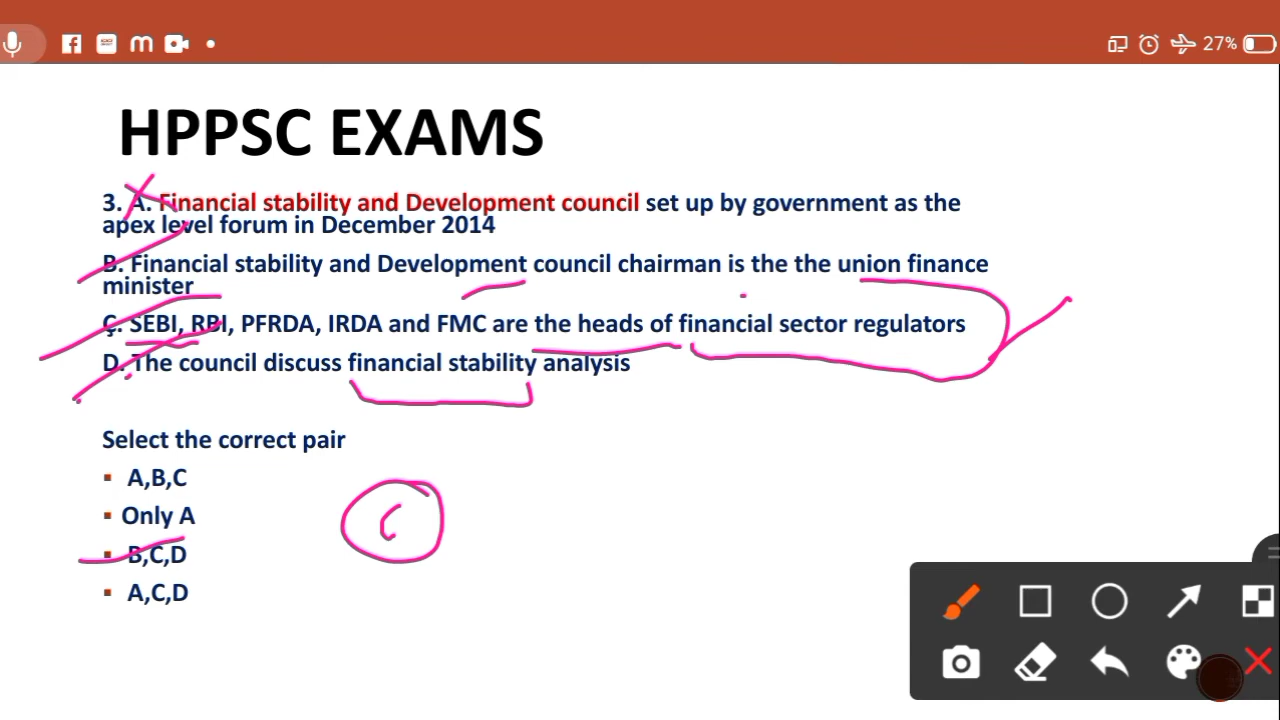 27%
HPPSC EXAMS
3. A. Financial stability and Development council set up by government as the
apex level forum in December 2014
B. Financial stability and Development council chairman is the the union finance
minister
C. SEBI, RBI, PFRDA, IRDA and FMC are the heads of financial sector regulators
D. The council discuss financial stability analysis
Select the correct pair
▪ A,B,C
▪ Only A
▪ B,C,D
▪ A,C,D
C